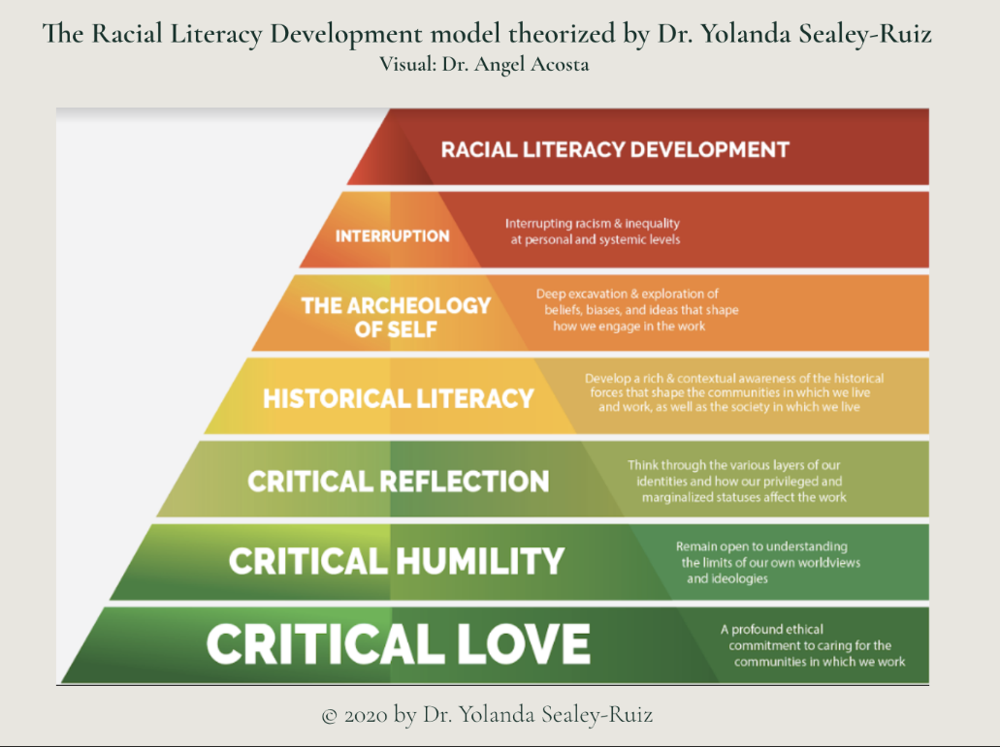 The Racial Literacy Development model theorized by Dr. Yolanda Sealey-Ruiz
Visual: Dr. Angel Acosta
RACIAL LITERACY DEVELOPMENT
INTERRUPTION
Interrupting racism & inequality
at personal and systemic levels
THE ARCHEOLOGY
OF SELF
Deep excavation & exploration of
beliefs, biases, and ideas that shape
how we engage in the work
HISTORICAL LITERACY
Develop a rich & contextual awareness of the historical
forces that shape the communities in which we live
and work, as well as the society in which we live
CRITICAL REFLECTION
Think through the various layers of our
identities and how our privileged and
marginalized statuses affect the work
CRITICAL HUMILITY
Remain open to understanding
the limits of our own worldviews
and ideologies
CRITICAL LOVE
A profound ethical
commitment to caring for the
communities in which we work
© 2020 by Dr. Yolanda Sealey-Ruiz